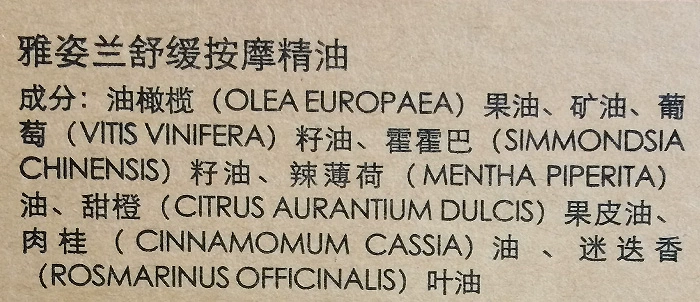 雅姿兰舒缓按摩精油
成分：油橄榄（OLEA EUROPAEA）果油、矿油、葡
萄（VITIS VINIFERA）籽油、霍霍巴（SIMMONDSIA
CHINENSIS）籽油、辣薄荷（MENTHA PIPERITA）
油、甜橙（CITRUS AURANTIUM DULCIS）果皮油、
肉桂（CINNAMOMUM CASSIA）油、迷迭香
（ROSMARINUS OFFICINALIS）叶油